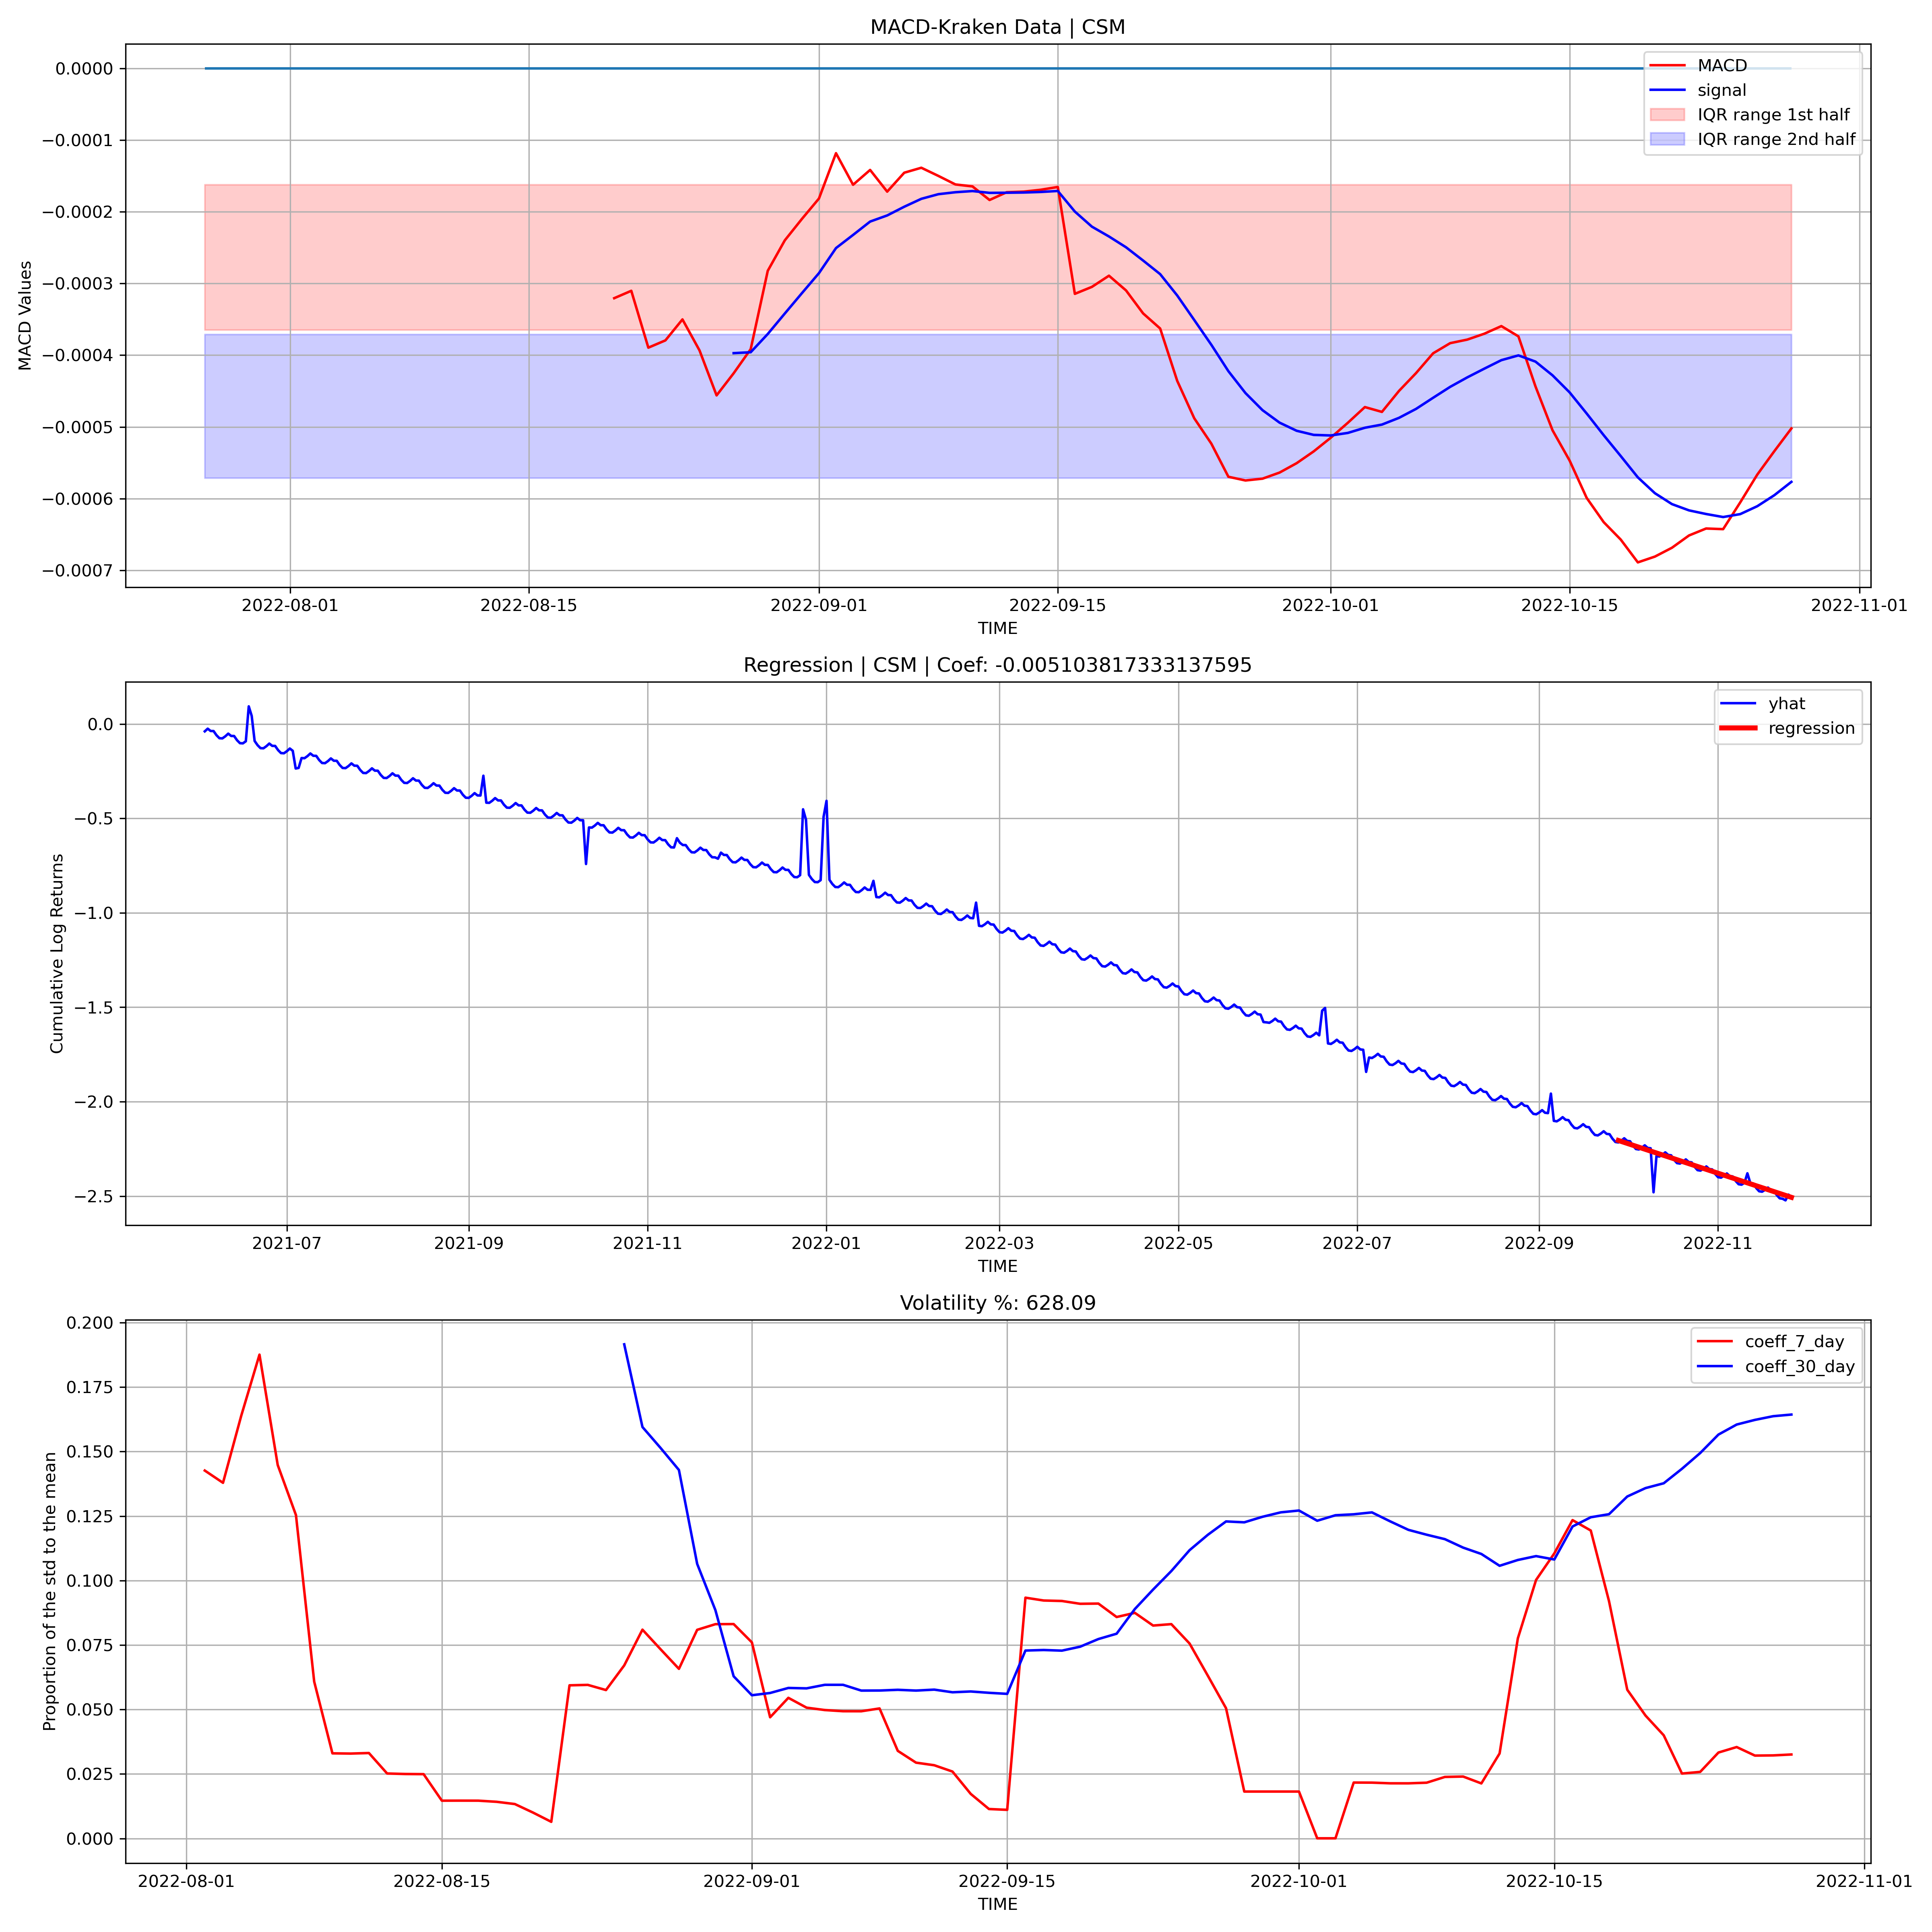 MACD-Kraken Data | CSM
MACD Values
0.0000
−0.0001
−0.0002
−0.0003
−0.0004
−0.0005
−0.0006
−0.0007
MACD
signal
IQR range 1st half
IQR range 2nd half
2022-08-01 2022-08-15 2022-09-01 2022-09-15 2022-10-01 2022-10-15 2022-11-01
TIME
Regression | CSM | Coef: -0.005103817333137595
Cumulative Log Returns
0.0
−0.5
−1.0
−1.5
−2.0
−2.5
yhat
regression
2021-07 2021-09 2021-11 2022-01 2022-03 2022-05 2022-07 2022-09 2022-11
TIME
Volatility %: 628.09
Proportion of the std to the mean
0.200
0.175
0.150
0.125
0.100
0.075
0.050
0.025
0.000
coeff_7_day
coeff_30_day
2022-08-01 2022-08-15 2022-09-01 2022-09-15 2022-10-01 2022-10-15 2022-11-01
TIME